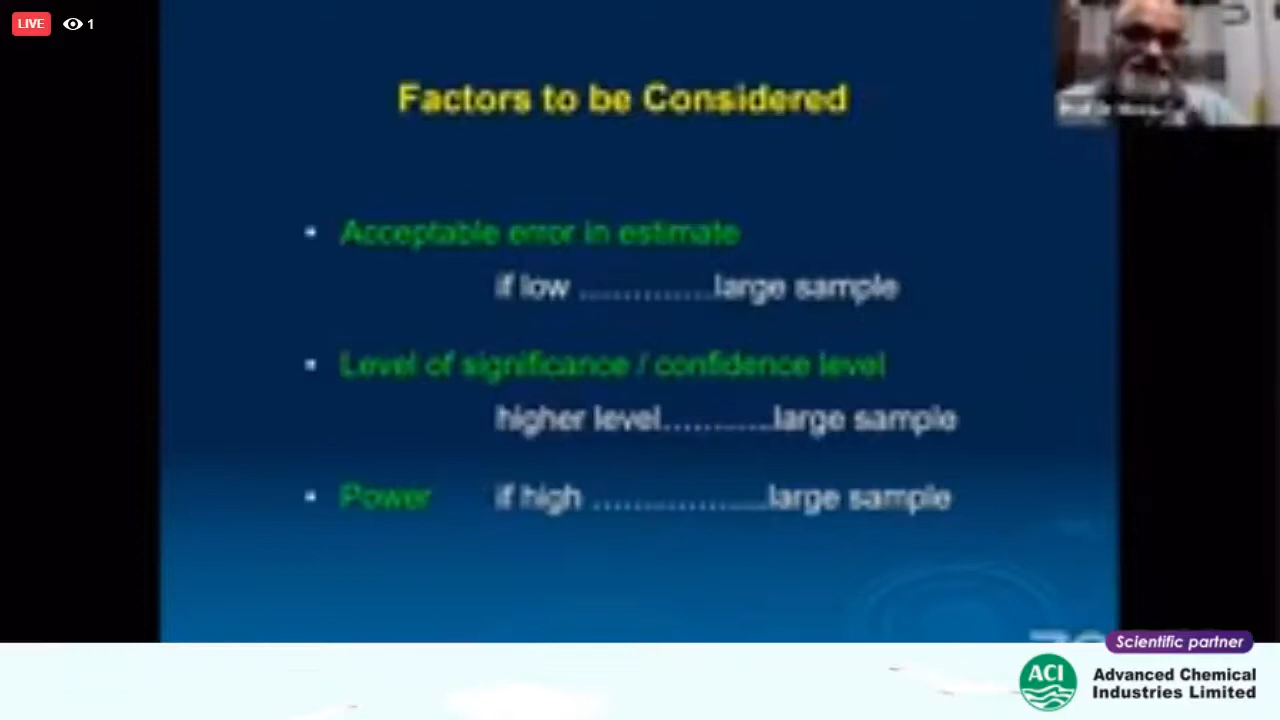 LIVE 1
Factors to be Considered
▪ Acceptable error in estimate
if low ...............large sample
▪ Level of significance / confidence level
higher level............large sample
▪ Power if high ...................large sample
Scientific partner
ACI
Advanced Chemical
Industries Limited